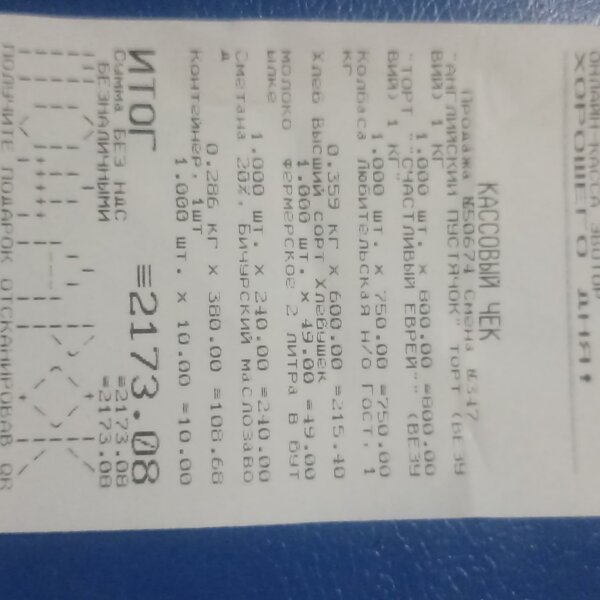 ОНЛАЙН-КАССА ЭВОТОР
ХОРОШЕГО ДНЯ!
КАССОВЫЙ ЧЕК
Продажа №50674 Смена №347
"АНГЛИЙСКИЙ ПУСТЯЧОК" ТОРТ (ВЕЗУ
ВИЙ) 1 КГ
1.000 шт. х 800.00 =800.00
"ТОРТ ""СЧАСТЛИВЫЙ ЕВРЕЙ"" (ВЕЗУ
ВИЙ) 1 КГ"
1.000 шт. х 750.00 =750.00
Колбаса Любительская н/о ГОСТ, 1
кг
0.359 кг х 600.00 =215.40
Хлеб Высший сорт Хлебушек
1.000 шт. х 49.00 =49.00
молоко фермерское 2 литра в бут
ылке
1.000 шт. х 240.00 =240.00
Сметана 20%, Бичурский маслозаво
д
0.286 кг х 380.00 =108.68
Контейнер, 1шт
1.000 шт. х 10.00 =10.00
ИТОГ =2173.08
Сумма БЕЗ НДС =2173.08
БЕЗНАЛИЧНЫМИ =2173.08
ПОЛУЧИТЕ ПОДАРОК ОТСКАНИРОВАВ QR